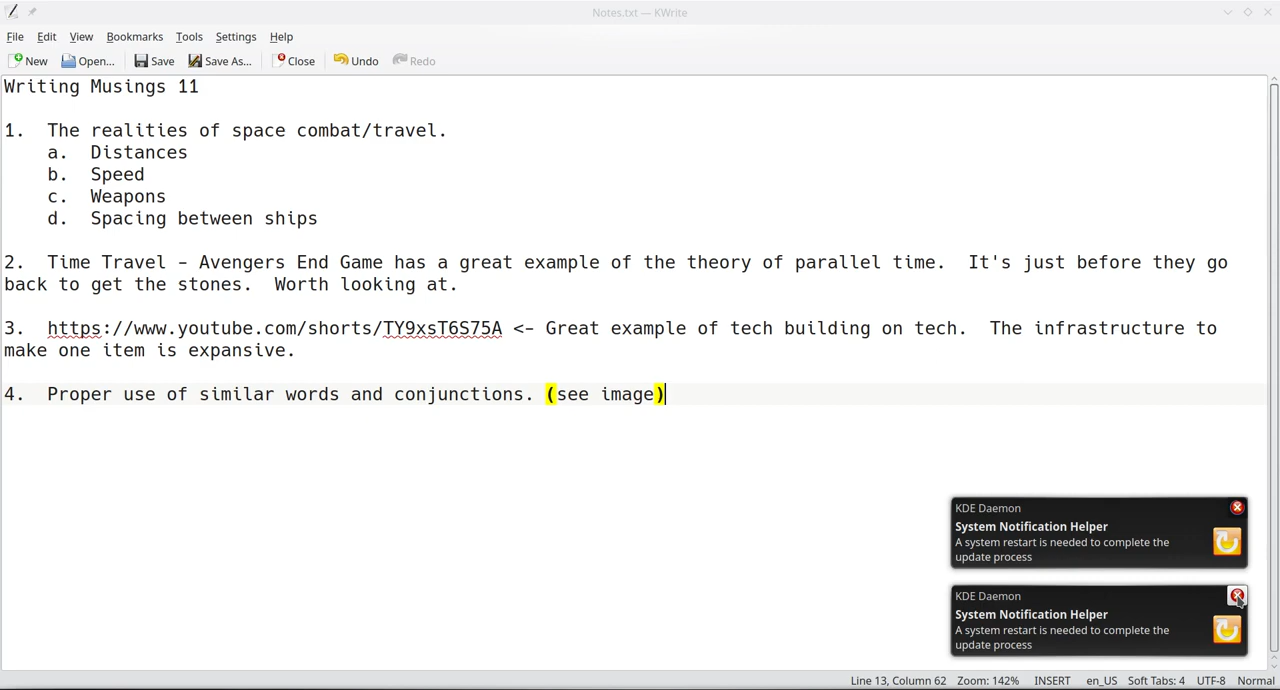 Notes.txt — KWrite
File Edit View Bookmarks Tools Settings Help
New Open... Save Save As... Close Undo Redo
Writing Musings 11
1. The realities of space combat/travel.
a. Distances
b. Speed
c. Weapons
d. Spacing between ships
2. Time Travel – Avengers End Game has a great example of the theory of parallel time. It's just before they go
back to get the stones. Worth looking at.
3. https://www.youtube.com/shorts/TY9xsT6S75A <- Great example of tech building on tech. The infrastructure to
make one item is expansive.
4. Proper use of similar words and conjunctions. (see image)
KDE Daemon
System Notification Helper
A system restart is needed to complete the
update process
KDE Daemon
System Notification Helper
A system restart is needed to complete the
update process
Line 13, Column 62 Zoom: 142% INSERT en_US Soft Tabs: 4 UTF-8 Normal